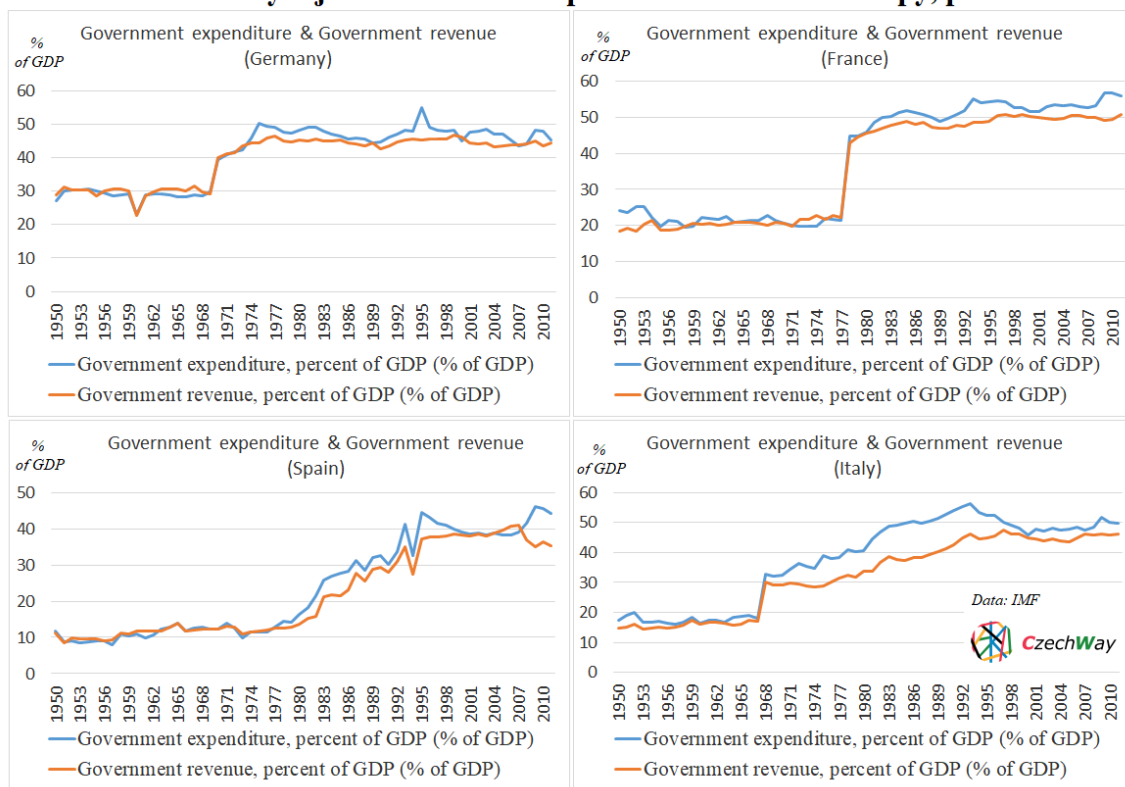 %
of GDP
Government expenditure & Government revenue
(Germany)
60
50
40
30
20
10
0
1950 1953 1956 1959 1962 1965 1968 1971 1974 1977 1980 1983 1986 1989 1992 1995 1998 2001 2004 2007 2010
Government expenditure, percent of GDP (% of GDP)
Government revenue, percent of GDP (% of GDP)
%
of GDP
Government expenditure & Government revenue
(France)
60
50
40
30
20
10
0
1950 1953 1956 1959 1962 1965 1968 1971 1974 1977 1980 1983 1986 1989 1992 1995 1998 2001 2004 2007 2010
Government expenditure, percent of GDP (% of GDP)
Government revenue, percent of GDP (% of GDP)
%
of GDP
Government expenditure & Government revenue
(Spain)
50
40
30
20
10
0
1950 1953 1956 1959 1962 1965 1968 1971 1974 1977 1980 1983 1986 1989 1992 1995 1998 2001 2004 2007 2010
Government expenditure, percent of GDP (% of GDP)
Government revenue, percent of GDP (% of GDP)
%
of GDP
Government expenditure & Government revenue
(Italy)
60
50
40
30
20
10
0
Data: IMF
CzechWay
1950 1953 1956 1959 1962 1965 1968 1971 1974 1977 1980 1983 1986 1989 1992 1995 1998 2001 2004 2007 2010
Government expenditure, percent of GDP (% of GDP)
Government revenue, percent of GDP (% of GDP)